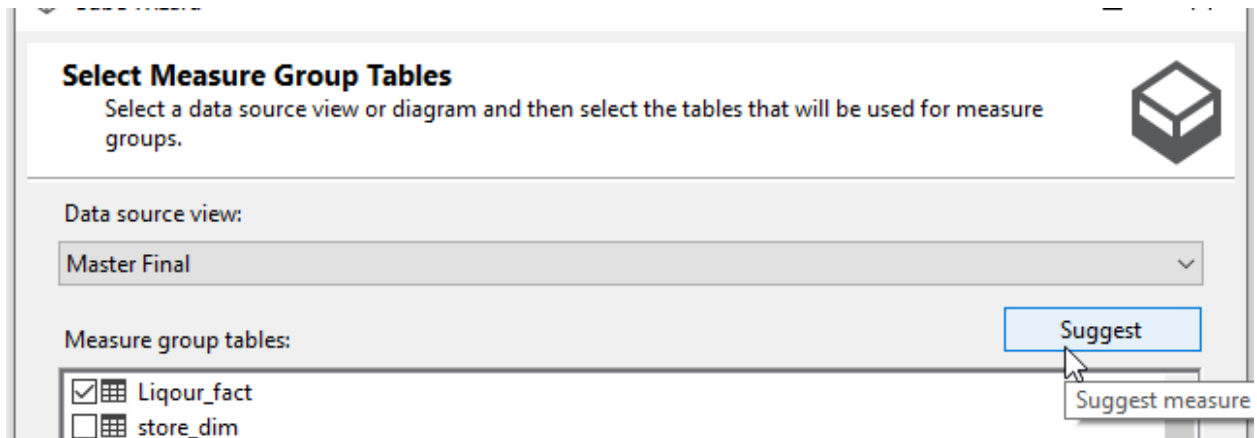 Select Measure Group Tables
Select a data source view or diagram and then select the tables that will be used for measure
groups.
Data source view:
Master Final
Suggest
Measure group tables:
Liqour_fact
Suggest measure
store_dim